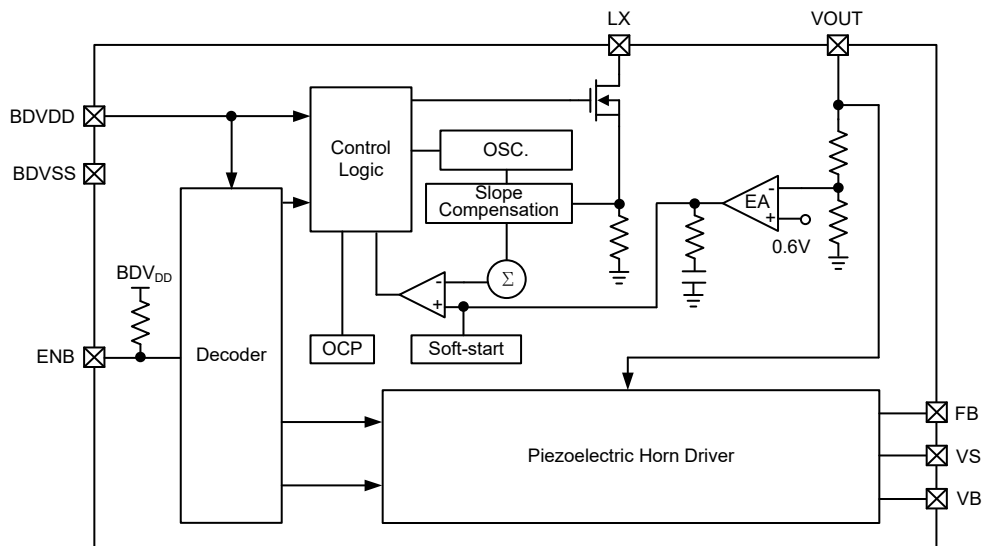 LX
VOUT
BDVDD
BDVSS
Control
Logic
OSC.
Slope
Compensation
EA
-
+
0.6V
Σ
-
+
BDVDD
ENB
Decoder
OCP
Soft-start
Piezoelectric Horn Driver
FB
VS
VB